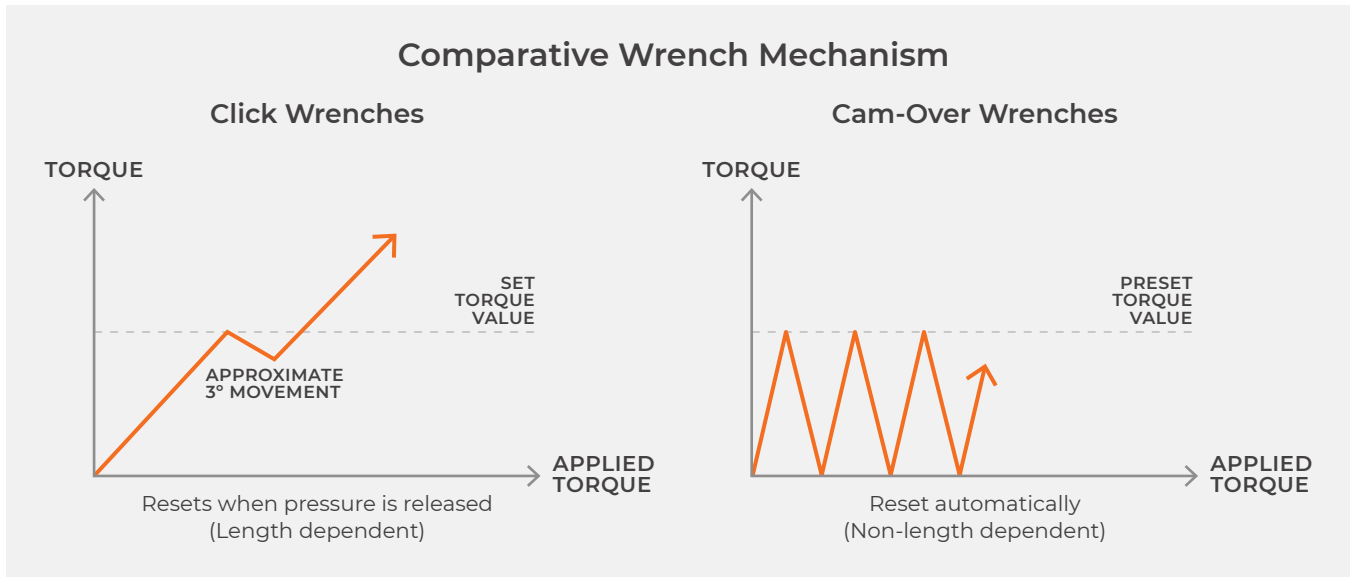 Comparative Wrench Mechanism
Click Wrenches
TORQUE
SET
TORQUE
VALUE
APPROXIMATE
3º MOVEMENT
APPLIED
TORQUE
Resets when pressure is released
(Length dependent)
Cam-Over Wrenches
TORQUE
PRESET
TORQUE
VALUE
APPLIED
TORQUE
Reset automatically
(Non-length dependent)